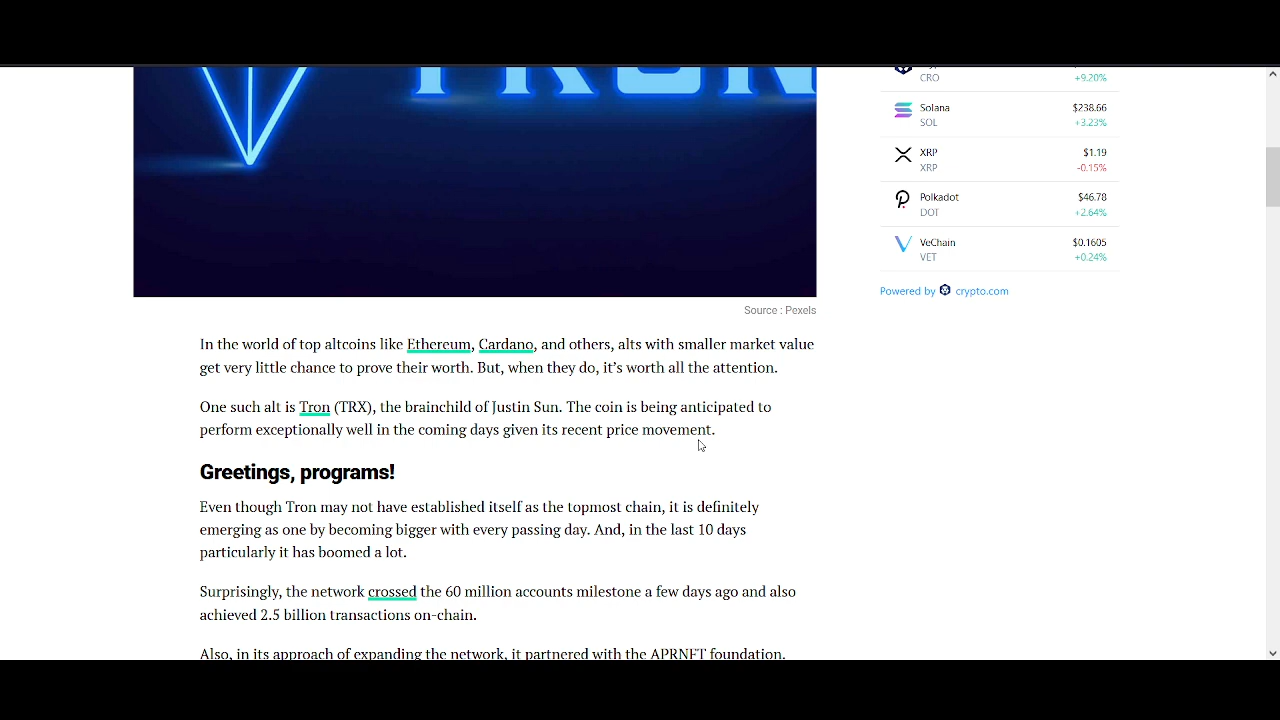 TRON
CRO
+9.20%
Solana
$238.66
SOL
+3.23%
XRP
$1.19
XRP
-0.15%
Polkadot
$46.78
DOT
+2.64%
VeChain
$0.1605
VET
+0.24%
Powered by crypto.com
Source : Pexels
In the world of top altcoins like Ethereum, Cardano, and others, alts with smaller market value
get very little chance to prove their worth. But, when they do, it’s worth all the attention.
One such alt is Tron (TRX), the brainchild of Justin Sun. The coin is being anticipated to
perform exceptionally well in the coming days given its recent price movement.
Greetings, programs!
Even though Tron may not have established itself as the topmost chain, it is definitely
emerging as one by becoming bigger with every passing day. And, in the last 10 days
particularly it has boomed a lot.
Surprisingly, the network crossed the 60 million accounts milestone a few days ago and also
achieved 2.5 billion transactions on-chain.
Also, in its approach of expanding the network, it partnered with the APRNFT foundation.